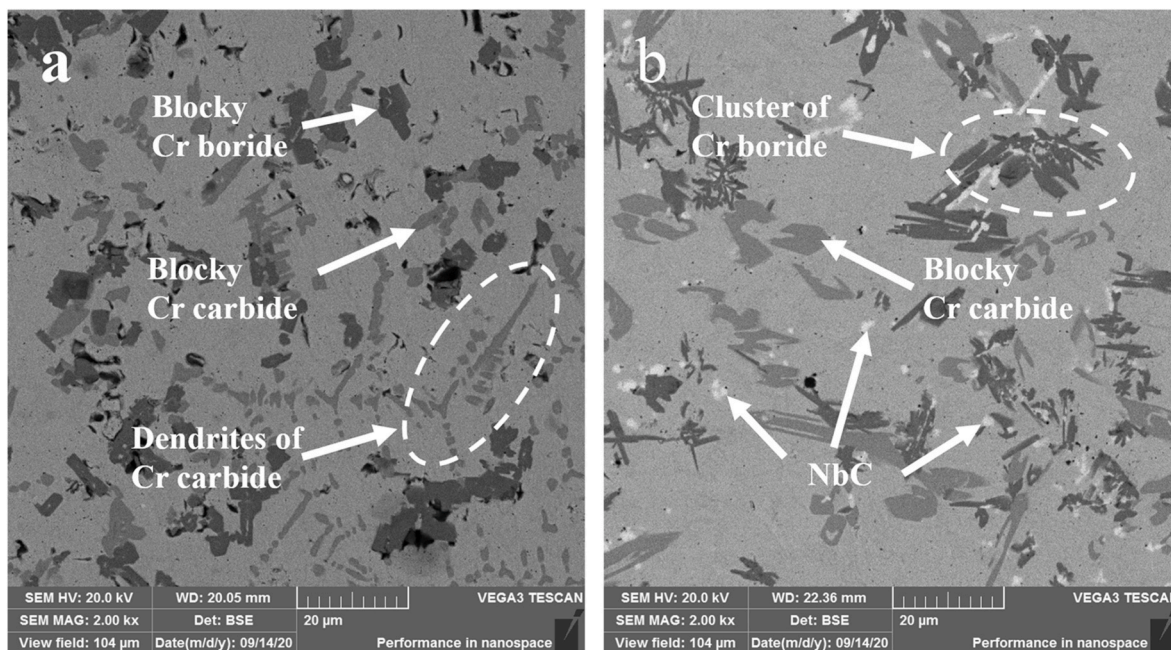 a
Blocky
Cr boride
Blocky
Cr carbide
Dendrites of
Cr carbide
SEM HV: 20.0 kV WD: 20.05 mm VEGA3 TESCAN
SEM MAG: 2.00 kx Det: BSE 20 µm
View field: 104 µm Date(m/d/y): 09/14/20 Performance in nanospace
b
Cluster of
Cr boride
Blocky
Cr carbide
NbC
SEM HV: 20.0 kV WD: 22.36 mm VEGA3 TESCAN
SEM MAG: 2.00 kx Det: BSE 20 µm
View field: 104 µm Date(m/d/y): 09/14/20 Performance in nanospace